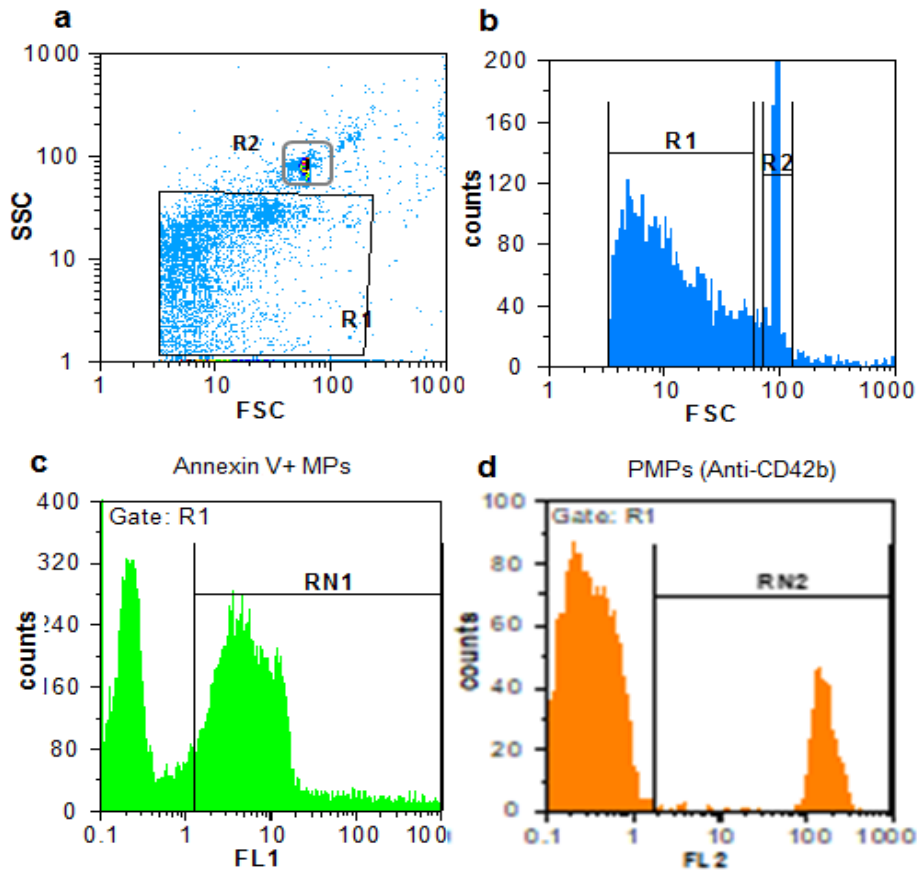 a
1000
100
10
1
SSC
R2
R1
1 10 100 1000
FSC
b
200
160
120
80
40
0
counts
R1
R2
1 10 100 1000
FSC
c
Annexin V+ MPs
400
320
240
160
80
0
counts
Gate: R1
RN1
0.1 1 10 100 1000
FL1
d
PMPs (Anti-CD42b)
100
80
60
40
20
0
counts
Gate: R1
RN2
0.1 1 10 100 1000
FL2